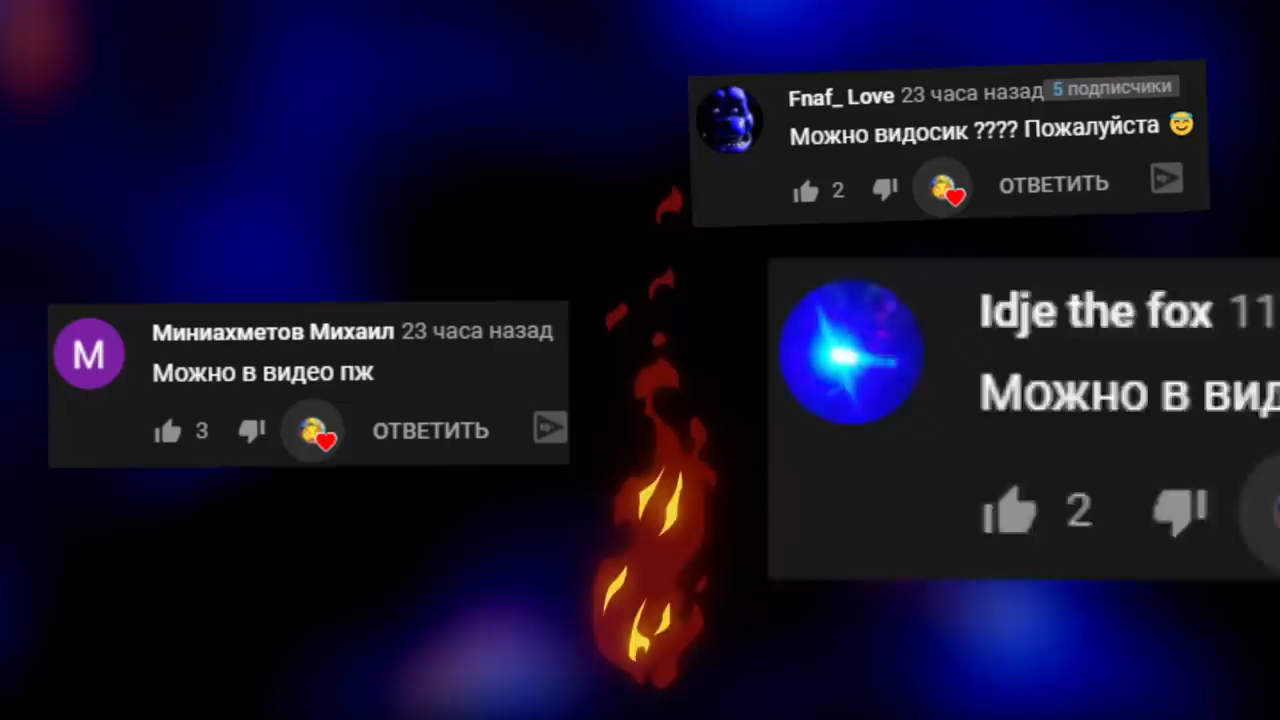 Fnaf_ Love 23 часа назад 5 подписчики
Можно видосик ???? Пожалуйста 😇
2 ОТВЕТИТЬ
Миниахметов Михаил 23 часа назад
Можно в видео пж
3 ОТВЕТИТЬ
M
Idje the fox 11
Можно в вид
2